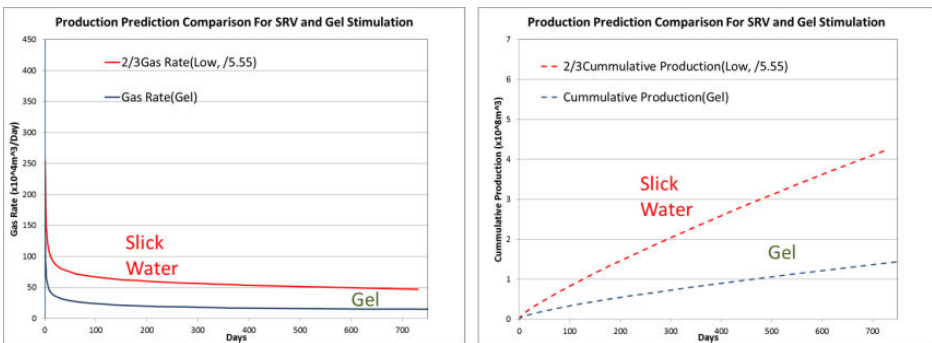 Production Prediction Comparison For SRV and Gel Stimulation
450
400
350
300
250
200
150
100
50
0
Gas Rate (x10^4m^3/Day)
2/3Gas Rate(Low, /5.55)
Gas Rate(Gel)
Slick
Water
Gel
0 100 200 300 400 500 600 700
Days
Production Prediction Comparison For SRV and Gel Stimulation
7
6
5
4
3
2
1
0
Cummulative Production (x10^8m^3)
2/3Cummulative Production(Low, /5.55)
Cummulative Production(Gel)
Slick
Water
Gel
0 100 200 300 400 500 600 700
Days